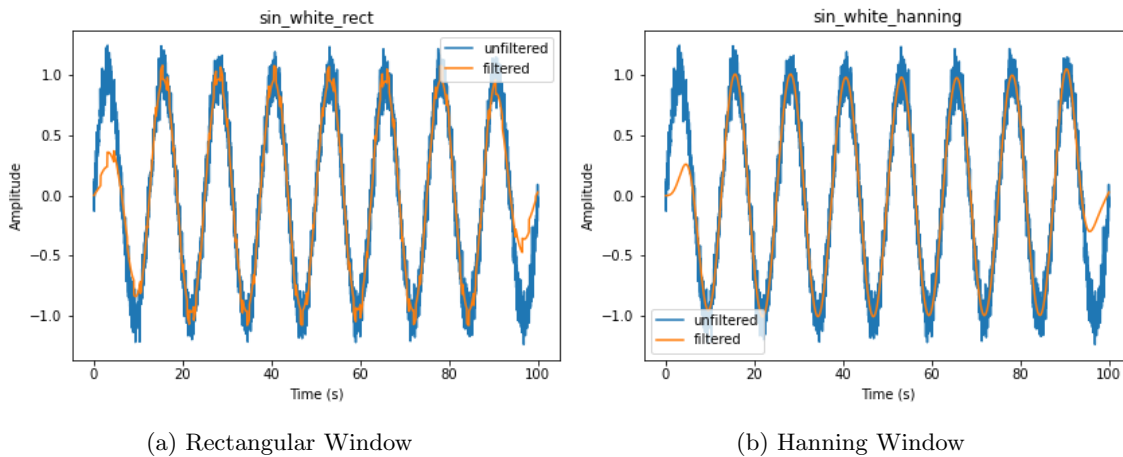 sin_white_rect
unfiltered
filtered
1.0
0.5
0.0
−0.5
−1.0
Amplitude
0 20 40 60 80 100
Time (s)
(a) Rectangular Window
sin_white_hanning
1.0
0.5
0.0
−0.5
−1.0
Amplitude
unfiltered
filtered
0 20 40 60 80 100
Time (s)
(b) Hanning Window